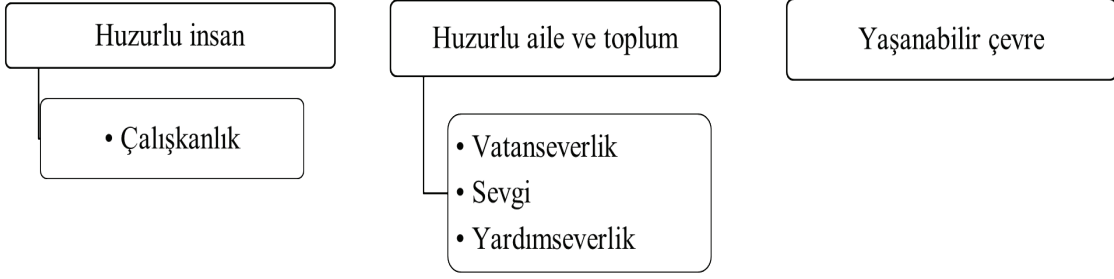 Huzurlu insan
• Çalışkanlık
Huzurlu aile ve toplum
• Vatanseverlik
• Sevgi
• Yardımseverlik
Yaşanabilir çevre